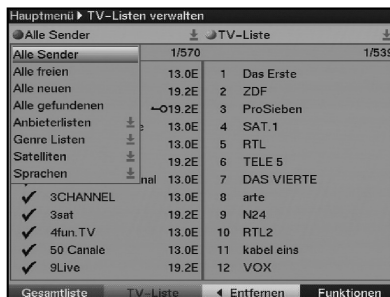 Hauptmenü ▶ TV-Listen verwalten
Alle Sender
TV-Liste
Alle Sender
Alle freien
Alle neuen
Alle gefundenen
Anbieterlisten
Genre Listen
Satelliten
Sprachen
1/570
13.0E
19.2E
19.2E
13.0E
13.0E
19.2E
nal 13.0E
✓ 3CHANNEL 13.0E
✓ 3sat 19.2E
✓ 4fun.TV 13.0E
✓ 50 Canale 13.0E
✓ 9Live 19.2E
1/539
1 Das Erste
2 ZDF
3 ProSieben
4 SAT.1
5 RTL
6 TELE 5
7 DAS VIERTE
8 arte
9 N24
10 RTL2
11 kabel eins
12 VOX
Gesamtliste TV-Liste ◀ Entfernen Funktionen